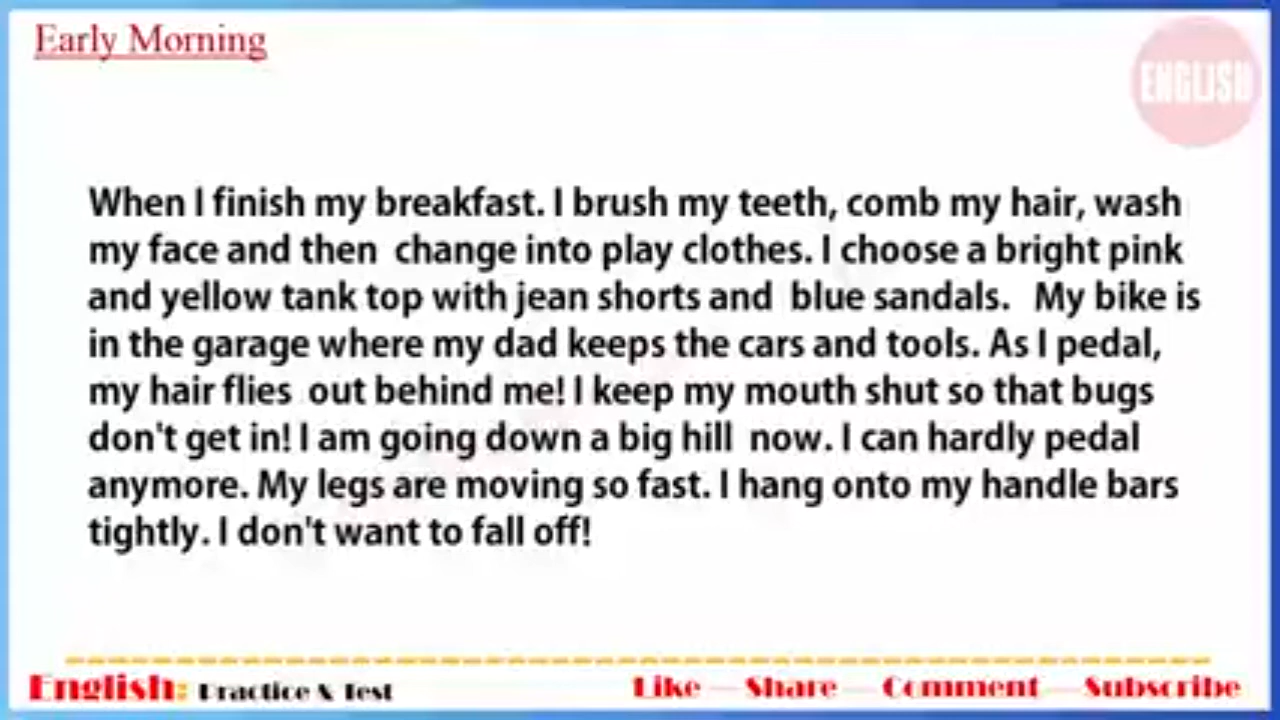 Early Morning
ENGLISH
When I finish my breakfast. I brush my teeth, comb my hair, wash
my face and then change into play clothes. I choose a bright pink
and yellow tank top with jean shorts and blue sandals. My bike is
in the garage where my dad keeps the cars and tools. As I pedal,
my hair flies out behind me! I keep my mouth shut so that bugs
don't get in! I am going down a big hill now. I can hardly pedal
anymore. My legs are moving so fast. I hang onto my handle bars
tightly. I don't want to fall off!
English: Practice & Test
Like — Share — Comment — Subscribe